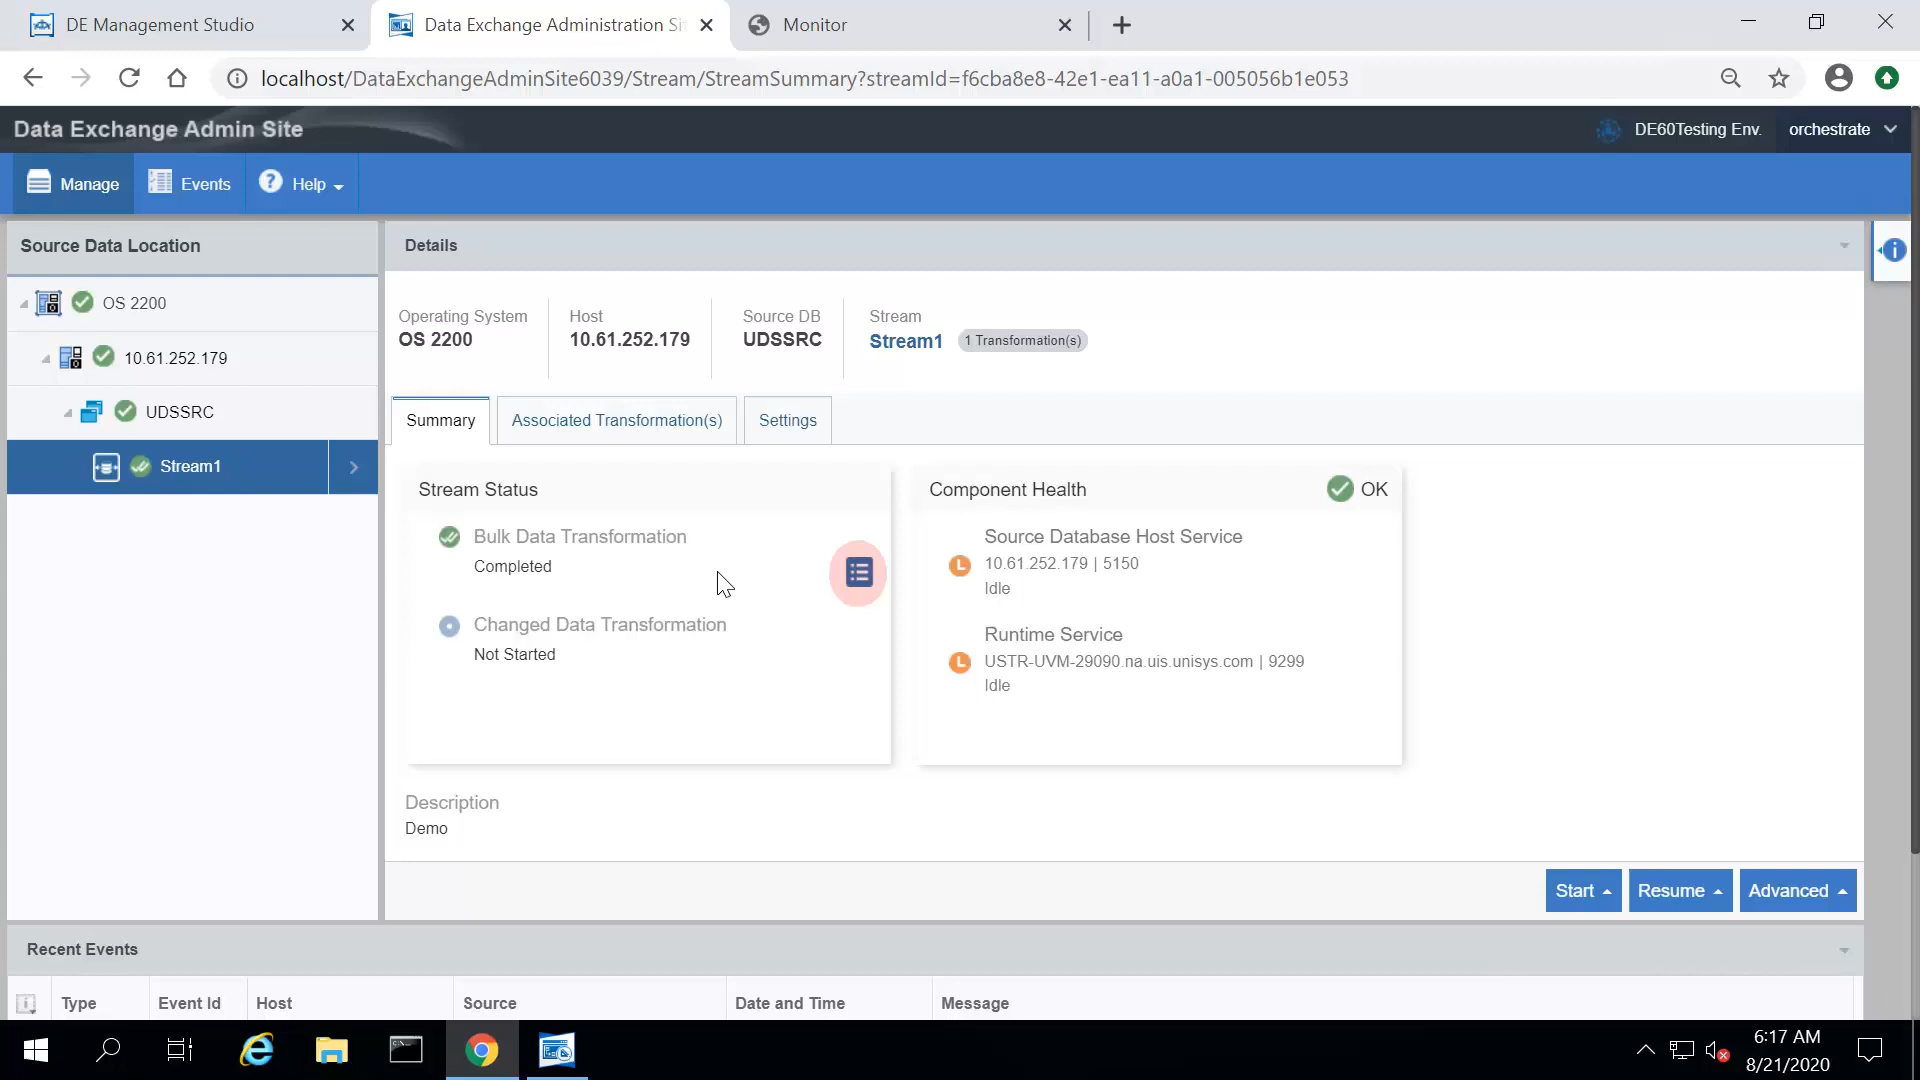 DE Management Studio
Data Exchange Administration Si
Monitor
localhost/DataExchangeAdminSite6039/Stream/StreamSummary?streamId=f6cba8e8-42e1-ea11-a0a1-005056b1e053
Data Exchange Admin Site
DE60Testing Env.
orchestrate
Manage
Events
Help
Source Data Location
OS 2200
10.61.252.179
UDSSRC
Stream1
Details
Operating System
OS 2200
Host
10.61.252.179
Source DB
UDSSRC
Stream
Stream1
1 Transformation(s)
Summary
Associated Transformation(s)
Settings
Stream Status
Bulk Data Transformation
Completed
Changed Data Transformation
Not Started
Component Health
OK
Source Database Host Service
10.61.252.179 | 5150
Idle
Runtime Service
USTR-UVM-29090.na.uis.unisys.com | 9299
Idle
Description
Demo
Start
Resume
Advanced
Recent Events
Type
Event Id
Host
Source
Date and Time
Message
6:17 AM
8/21/2020